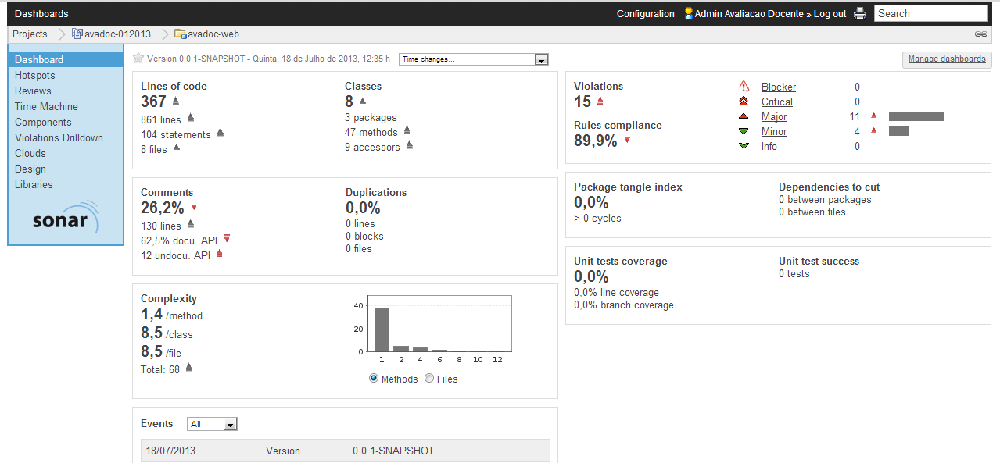 Dashboards
Configuration Admin Avaliacao Docente » Log out Search
Projects avadoc-012013 avadoc-web
Dashboard
Hotspots
Reviews
Time Machine
Components
Violations Drilldown
Clouds
Design
Libraries
sonar
Version 0.0.1-SNAPSHOT - Quinta, 18 de Julho de 2013, 12:35 h Time changes...
Manage dashboards
Lines of code
367
861 lines
104 statements
8 files
Classes
8
3 packages
47 methods
9 accessors
Comments
26,2%
130 lines
62,5% docu. API
12 undocu. API
Duplications
0,0%
0 lines
0 blocks
0 files
Complexity
1,4 /method
8,5 /class
8,5 /file
Total: 68
40
20
0
1 2 4 6 8 10 12
Methods Files
Events All
18/07/2013 Version 0.0.1-SNAPSHOT
Violations
15
Rules compliance
89,9%
Blocker 0
Critical 0
Major 11
Minor 4
Info 0
Package tangle index
0,0%
> 0 cycles
Dependencies to cut
0 between packages
0 between files
Unit tests coverage
0,0%
0,0% line coverage
0,0% branch coverage
Unit test success
0 tests